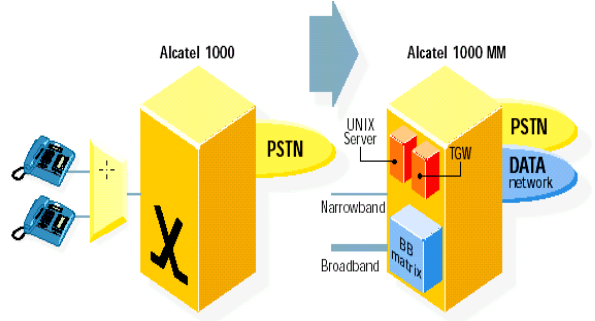 Alcatel 1000
Alcatel 1000 MM
UNIX
Server
TGW
PSTN
PSTN
DATA
network
Narrowband
BB
matrix
Broadband